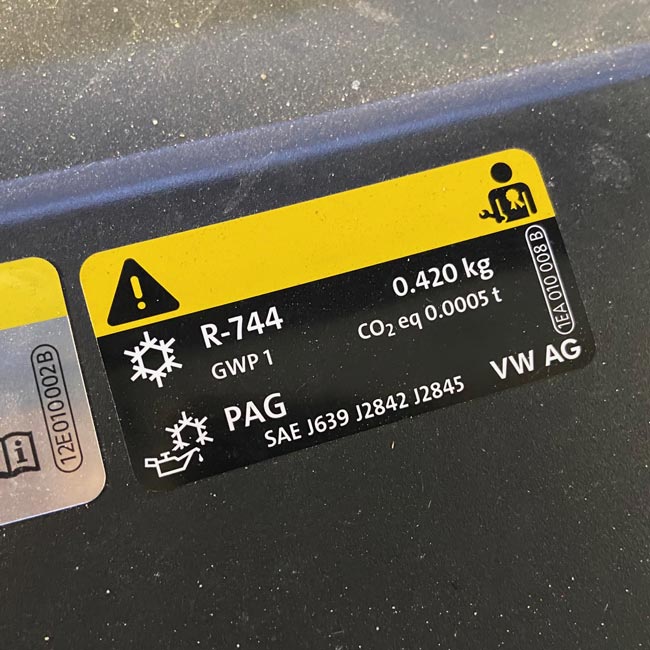 R-744
0.420 kg
GWP 1
CO₂ eq 0.0005 t
PAG
SAE J639 J2842 J2845
VW AG
1EA 010 008 B
12E010002B
i